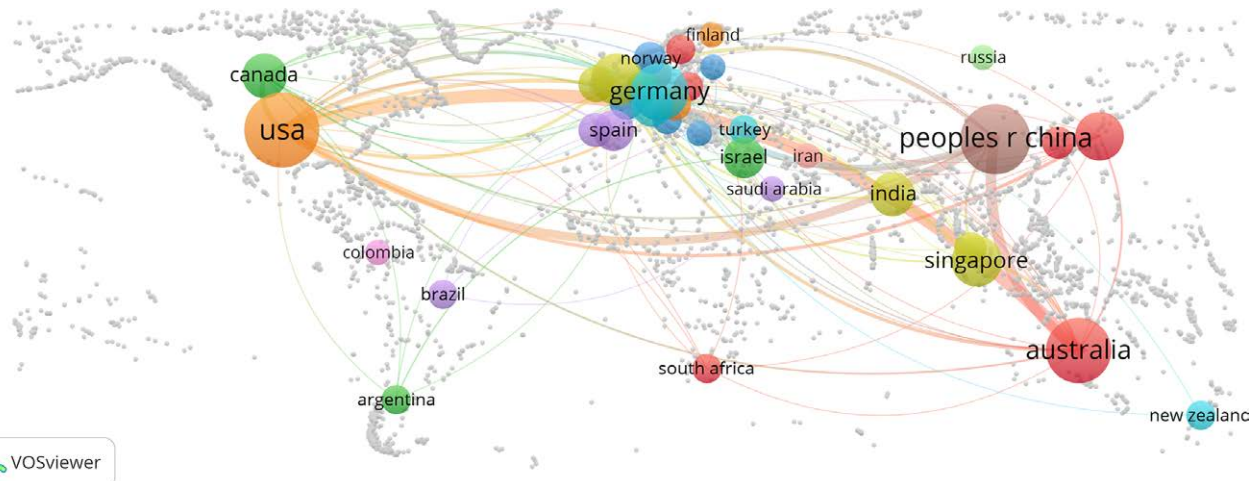 finland
norway
russia
canada
germany
usa
spain
turkey
peoples r china
israel
iran
saudi arabia
india
colombia
singapore
brazil
australia
south africa
argentina
new zealand
VOSviewer